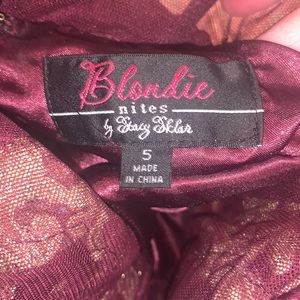 Blondie
nites
by Stacy Sklar
5
MADE
IN CHINA